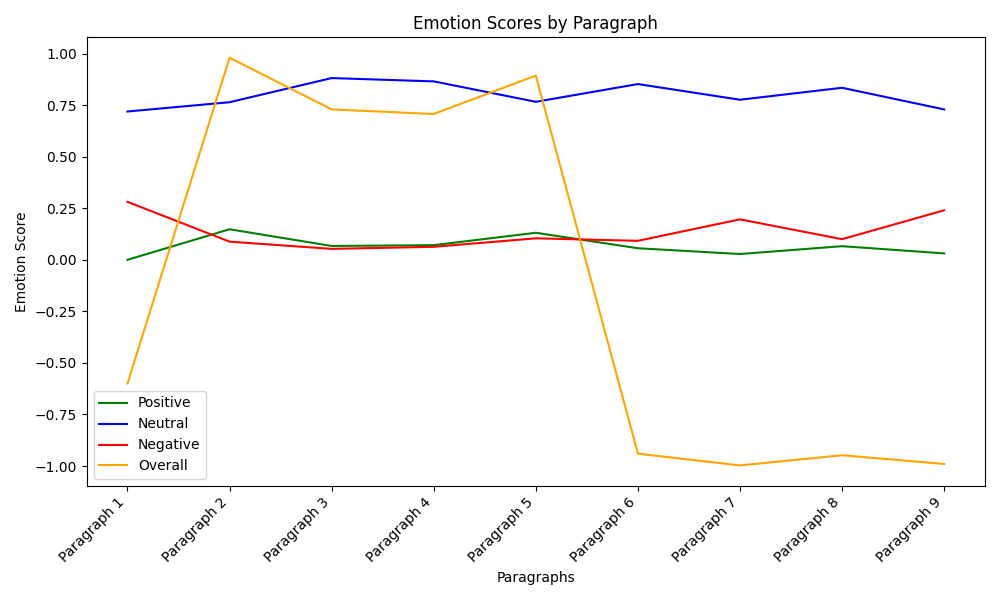 Emotion Scores by Paragraph
Emotion Score
1.00
0.75
0.50
0.25
0.00
−0.25
−0.50
−0.75
−1.00
Positive
Neutral
Negative
Overall
Paragraph 1
Paragraph 2
Paragraph 3
Paragraph 4
Paragraph 5
Paragraph 6
Paragraph 7
Paragraph 8
Paragraph 9
Paragraphs